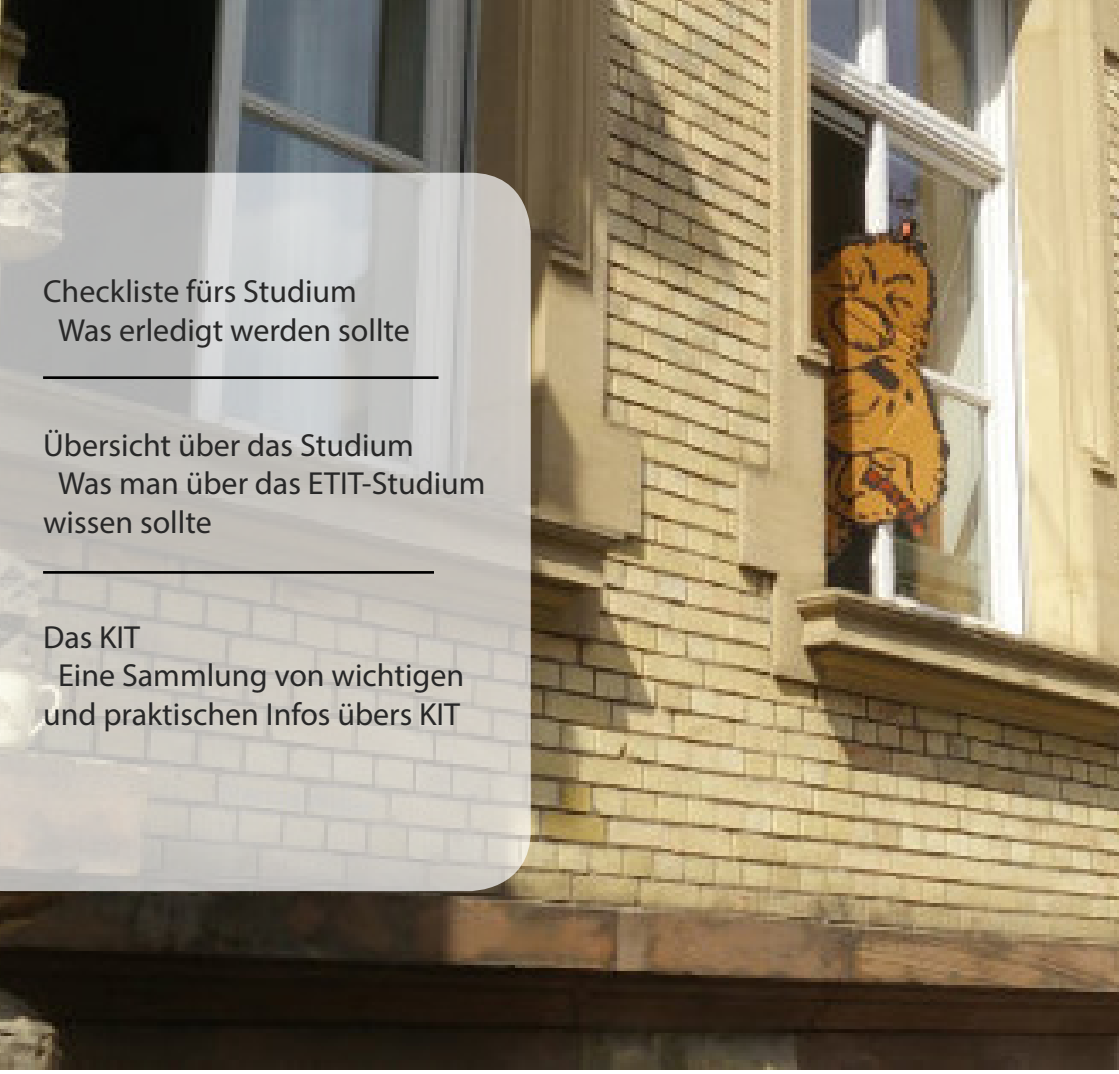 Checkliste fürs Studium
Was erledigt werden sollte
Übersicht über das Studium
Was man über das ETIT-Studium
wissen sollte
Das KIT
Eine Sammlung von wichtigen
und praktischen Infos übers KIT